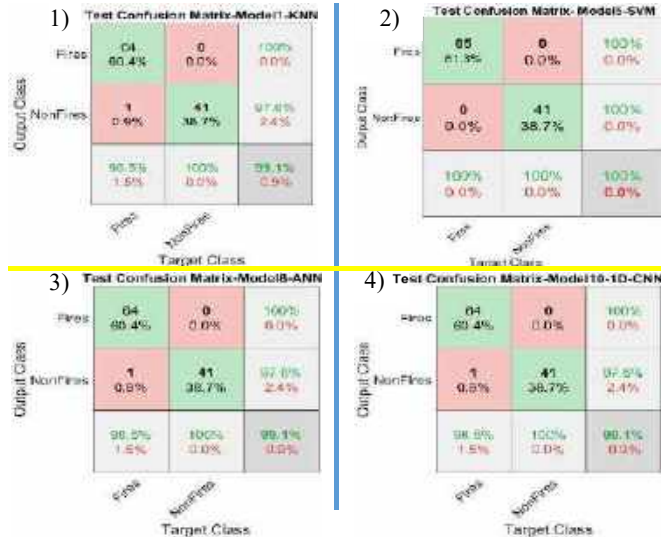 1)
Test Confusion Matrix-Model1-KNN
Fires
64
60.4%
0
0.0%
100%
0.0%
NonFires
1
0.9%
41
38.7%
97.6%
2.4%
98.5%
1.5%
100%
0.0%
99.1%
0.9%
Fires
NonFires
Output Class
Target Class
2)
Test Confusion Matrix- Model5-SVM
Fires
65
61.3%
0
0.0%
100%
0.0%
NonFires
0
0.0%
41
38.7%
100%
0.0%
100%
0.0%
100%
0.0%
100%
0.0%
Fires
NonFires
Output Class
Target Class
3)
Test Confusion Matrix-Model8-ANN
Fires
64
60.4%
0
0.0%
100%
0.0%
NonFires
1
0.9%
41
38.7%
97.6%
2.4%
98.5%
1.5%
100%
0.0%
99.1%
0.9%
Fires
NonFires
Output Class
Target Class
4)
Test Confusion Matrix-Model10-1D-CNN
Fires
64
60.4%
0
0.0%
100%
0.0%
NonFires
1
0.9%
41
38.7%
97.6%
2.4%
98.5%
1.5%
100%
0.0%
99.1%
0.9%
Fires
NonFires
Output Class
Target Class